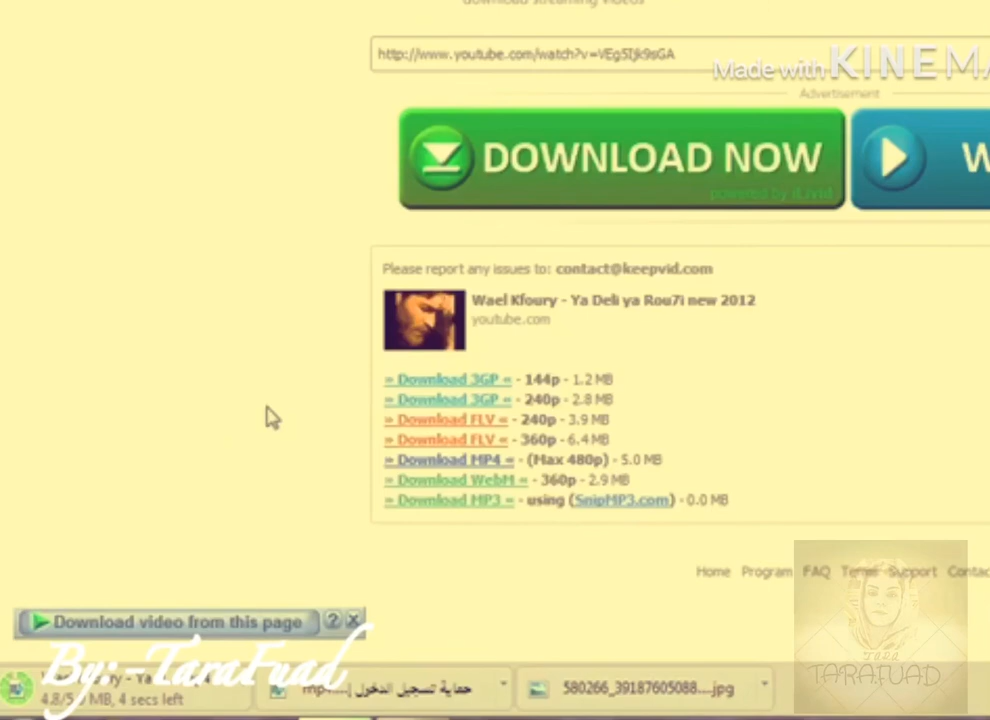 download streaming videos
http://www.youtube.com/watch?v=VEg5Ijk9sGA
Made with KINEMA
Advertisement
DOWNLOAD NOW
powered by iLivid
W
Please report any issues to: contact@keepvid.com
Wael Kfoury - Ya Deli ya Rou7i new 2012
youtube.com
» Download 3GP « - 144p - 1.2 MB
» Download 3GP « - 240p - 2.8 MB
» Download FLV « - 240p - 3.9 MB
» Download FLV « - 360p - 6.4 MB
» Download MP4 « - (Max 480p) - 5.0 MB
» Download WebM « - 360p - 2.9 MB
» Download MP3 « - using (SnipMP3.com) - 0.0 MB
Home Program FAQ Terms Support Contac
Download video from this page ? X
By:-TaraFuad
TARAFUAD
MB, 4 secs left
حماية تسجيل الدخول |....mp4
580266_39187605088....jpg